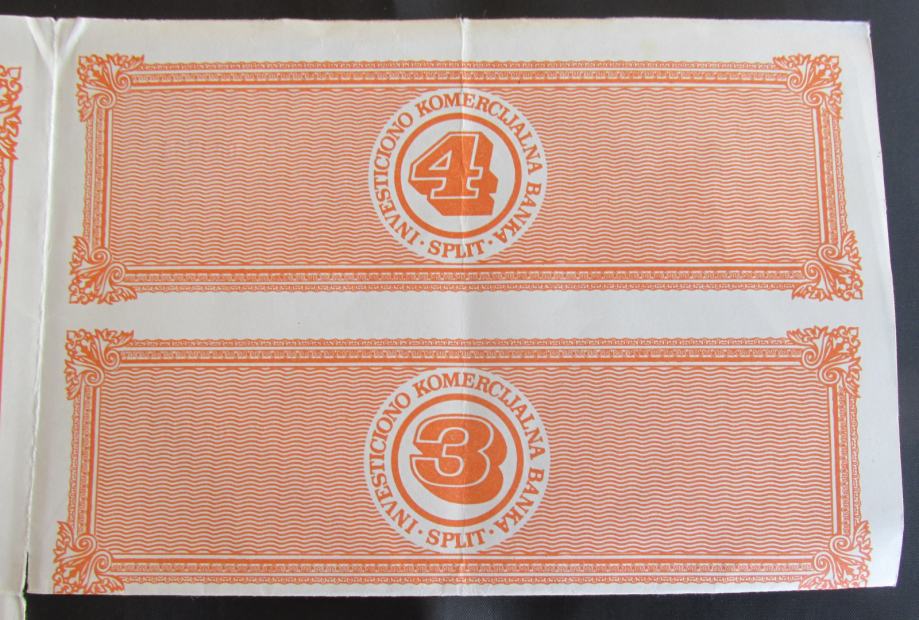 INVESTICIONO KOMERCIJALNA BANKA
4
· SPLIT ·
INVESTICIONO KOMERCIJALNA BANKA
3
· SPLIT ·